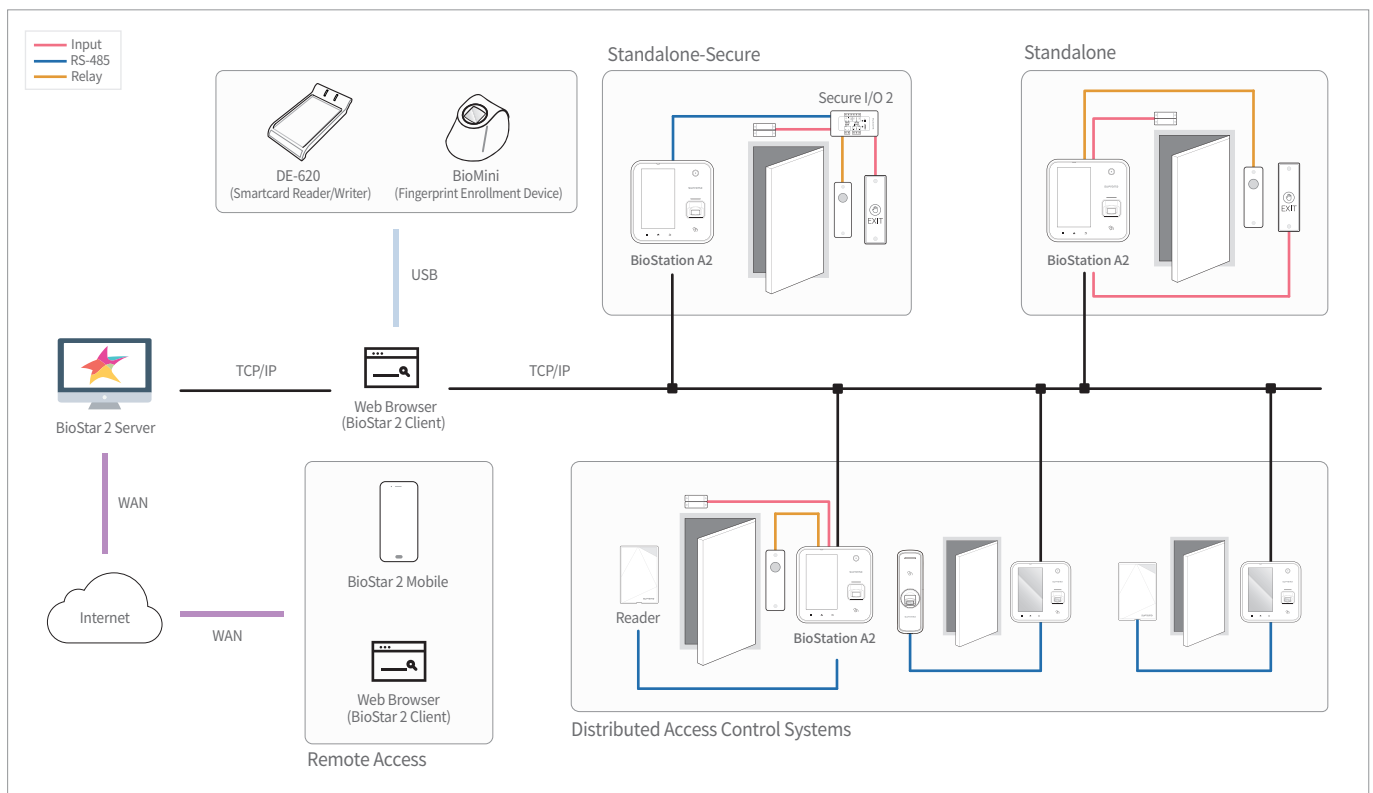 Input
RS-485
Relay
Standalone-Secure
Standalone
Secure I/O 2
DE-620
(Smartcard Reader/Writer)
BioMini
(Fingerprint Enrollment Device)
EXIT
BioStation A2
EXIT
BioStation A2
USB
TCP/IP
TCP/IP
Web Browser
(BioStar 2 Client)
BioStar 2 Server
WAN
Internet
WAN
BioStar 2 Mobile
Web Browser
(BioStar 2 Client)
Remote Access
Reader
BioStation A2
Distributed Access Control Systems